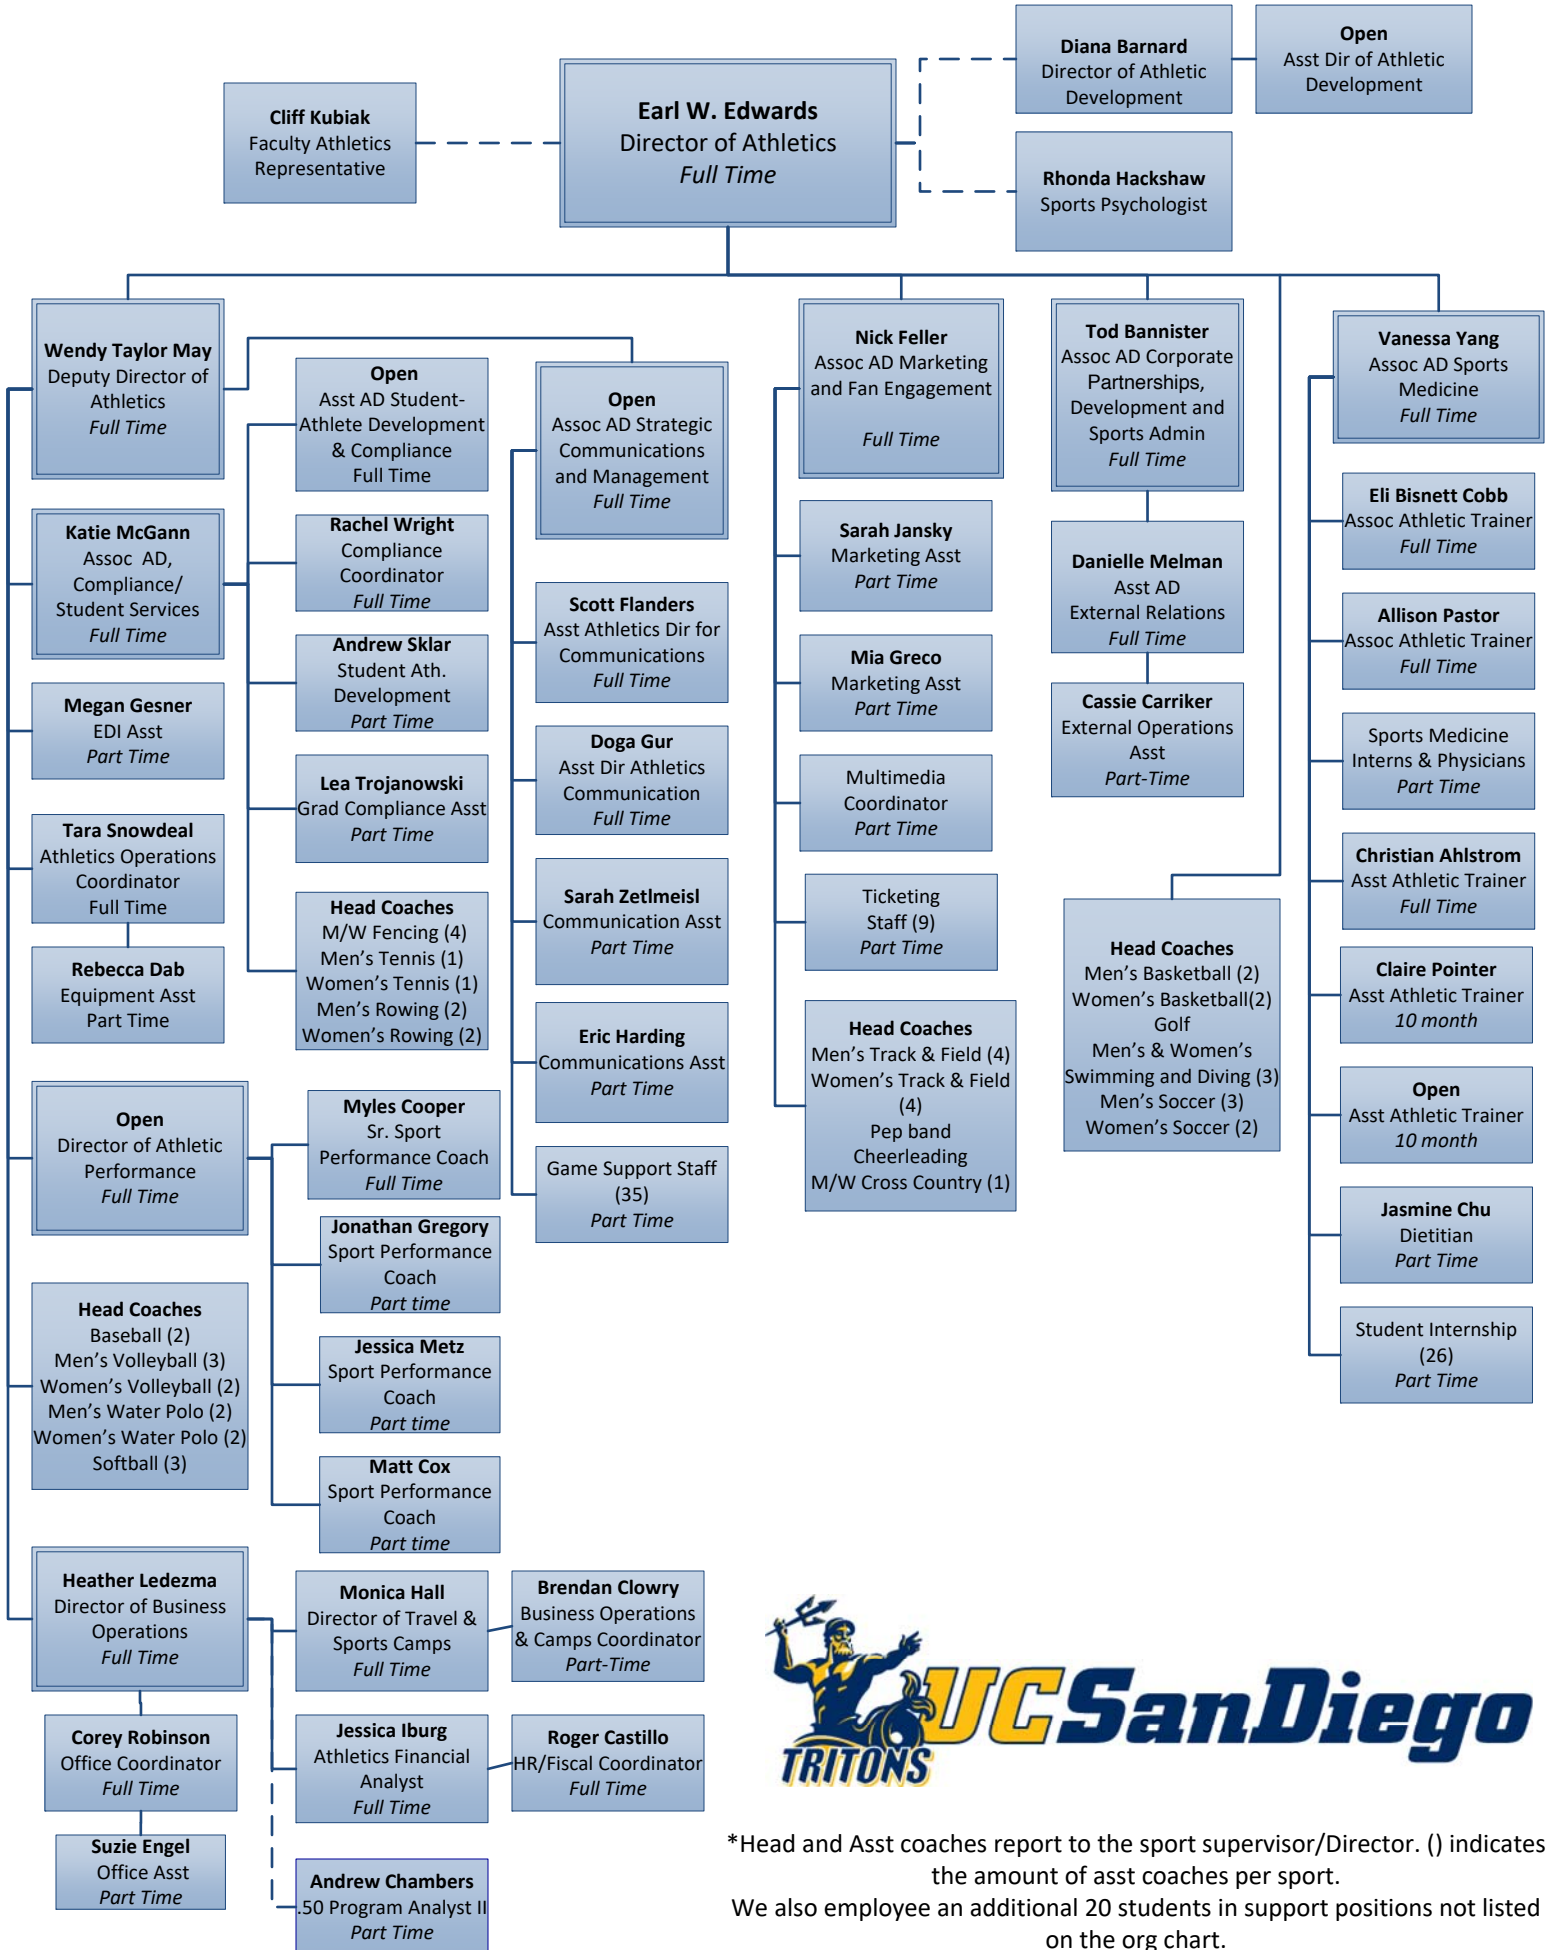 Cliff Kubiak
Faculty Athletics
Representative
Earl W. Edwards
Director of Athletics
Full Time
Diana Barnard
Director of Athletic
Development
Open
Asst Dir of Athletic
Development
Rhonda Hackshaw
Sports Psychologist
Wendy Taylor May
Deputy Director of
Athletics
Full Time
Katie McGann
Assoc AD,
Compliance/
Student Services
Full Time
Megan Gesner
EDI Asst
Part Time
Tara Snowdeal
Athletics Operations
Coordinator
Full Time
Rebecca Dab
Equipment Asst
Part Time
Open
Director of Athletic
Performance
Full Time
Head Coaches
Baseball (2)
Men's Volleyball (3)
Women's Volleyball (2)
Men's Water Polo (2)
Women's Water Polo (2)
Softball (3)
Heather Ledezma
Director of Business
Operations
Full Time
Corey Robinson
Office Coordinator
Full Time
Suzie Engel
Office Asst
Part Time
Open
Asst AD Student-
Athlete Development
& Compliance
Full Time
Rachel Wright
Compliance
Coordinator
Full Time
Andrew Sklar
Student Ath.
Development
Part Time
Lea Trojanowski
Grad Compliance Asst
Part Time
Head Coaches
M/W Fencing (4)
Men's Tennis (1)
Women's Tennis (1)
Men's Rowing (2)
Women's Rowing (2)
Myles Cooper
Sr. Sport
Performance Coach
Full Time
Jonathan Gregory
Sport Performance
Coach
Part time
Jessica Metz
Sport Performance
Coach
Part time
Matt Cox
Sport Performance
Coach
Part time
Monica Hall
Director of Travel &
Sports Camps
Full Time
Brendan Clowry
Business Operations
& Camps Coordinator
Part-Time
Jessica Iburg
Athletics Financial
Analyst
Full Time
Roger Castillo
HR/Fiscal Coordinator
Full Time
Andrew Chambers
.50 Program Analyst II
Part Time
Open
Assoc AD Strategic
Communications
and Management
Full Time
Scott Flanders
Asst Athletics Dir for
Communications
Full Time
Doga Gur
Asst Dir Athletics
Communication
Full Time
Sarah Zetlmeisl
Communication Asst
Part Time
Eric Harding
Communications Asst
Part Time
Game Support Staff
(35)
Part Time
Nick Feller
Assoc AD Marketing
and Fan Engagement
Full Time
Sarah Jansky
Marketing Asst
Part Time
Mia Greco
Marketing Asst
Part Time
Multimedia
Coordinator
Part Time
Ticketing
Staff (9)
Part Time
Head Coaches
Men's Track & Field (4)
Women's Track & Field
(4)
Pep band
Cheerleading
M/W Cross Country (1)
Tod Bannister
Assoc AD Corporate
Partnerships,
Development and
Sports Admin
Full Time
Danielle Melman
Asst AD
External Relations
Full Time
Cassie Carriker
External Operations
Asst
Part-Time
Head Coaches
Men's Basketball (2)
Women's Basketball(2)
Golf
Men's & Women's
Swimming and Diving (3)
Men's Soccer (3)
Women's Soccer (2)
Vanessa Yang
Assoc AD Sports
Medicine
Full Time
Eli Bisnett Cobb
Assoc Athletic Trainer
Full Time
Allison Pastor
Assoc Athletic Trainer
Full Time
Sports Medicine
Interns & Physicians
Part Time
Christian Ahlstrom
Asst Athletic Trainer
Full Time
Claire Pointer
Asst Athletic Trainer
10 month
Open
Asst Athletic Trainer
10 month
Jasmine Chu
Dietitian
Part Time
Student Internship
(26)
Part Time
UC San Diego
TRITONS
*Head and Asst coaches report to the sport supervisor/Director. () indicates
the amount of asst coaches per sport.
We also employee an additional 20 students in support positions not listed
on the org chart.